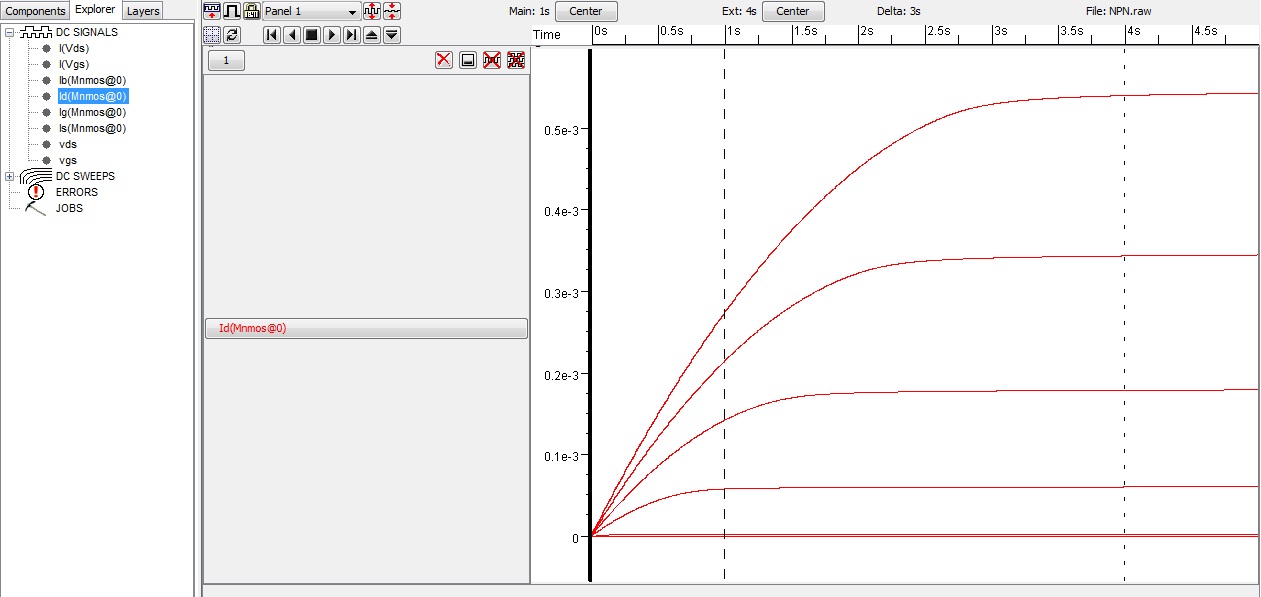 Components Explorer Layers
Panel 1 Main: 1s Center Ext: 4s Center Delta: 3s File: NPN.raw
DC SIGNALS
I(Vds)
I(Vgs)
Ib(Mnmos@0)
Id(Mnmos@0)
Ig(Mnmos@0)
Is(Mnmos@0)
vds
vgs
DC SWEEPS
ERRORS
JOBS
Time 0s 0.5s 1s 1.5s 2s 2.5s 3s 3.5s 4s 4.5s
1
Id(Mnmos@0)
0.5e-3
0.4e-3
0.3e-3
0.2e-3
0.1e-3
0